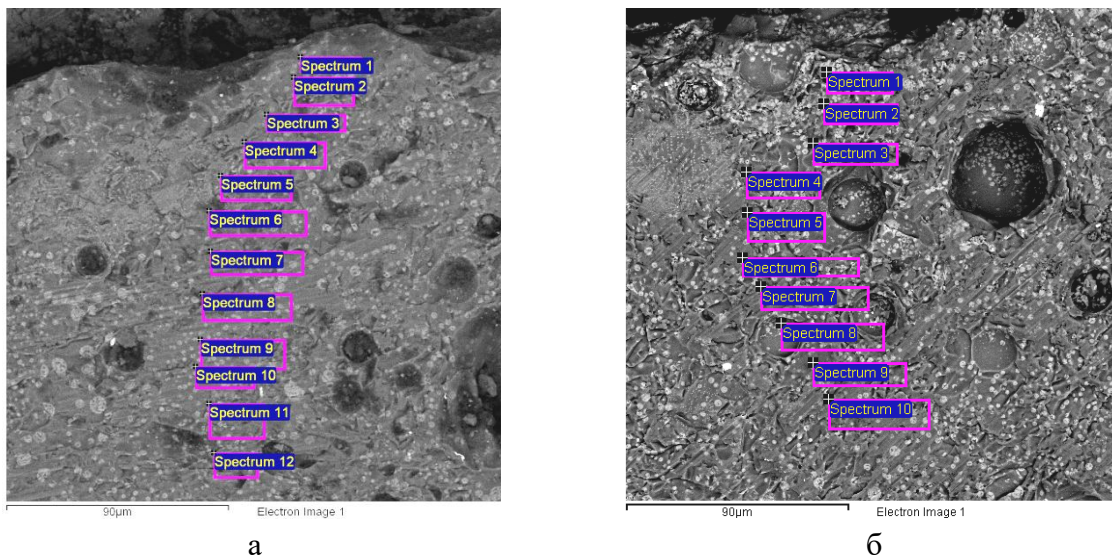 Spectrum 1
Spectrum 2
Spectrum 3
Spectrum 4
Spectrum 5
Spectrum 6
Spectrum 7
Spectrum 8
Spectrum 9
Spectrum 10
Spectrum 11
Spectrum 12
90µm Electron Image 1
а
Spectrum 1
Spectrum 2
Spectrum 3
Spectrum 4
Spectrum 5
Spectrum 6
Spectrum 7
Spectrum 8
Spectrum 9
Spectrum 10
90µm Electron Image 1
б